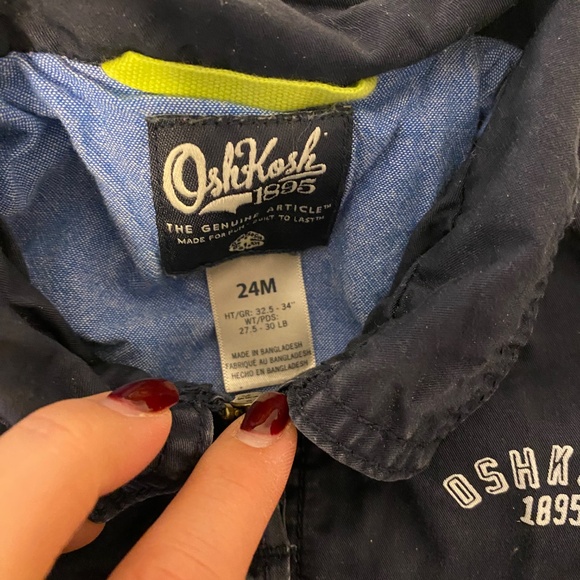 OshKosh
1895
THE GENUINE ARTICLE™
MADE FOR FUN BUILT TO LAST™
24M
HT/GR: 32.5 - 34"
WT/PDS:
27.5 - 30 LB
MADE IN BANGLADESH
FABRIQUÉ AU BANGLADESH
HECHO EN BANGLADESH
OSHK
1895